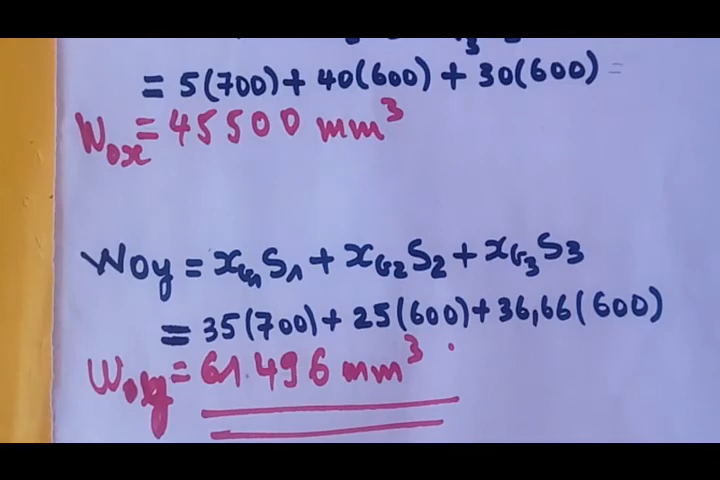 = 5(700) + 40(600) + 30(600) =
Wox = 45500 mm³
Woy = xG1S1 + xG2S2 + xG3S3
= 35(700) + 25(600) + 36,66(600)
Woy = 61.496 mm³